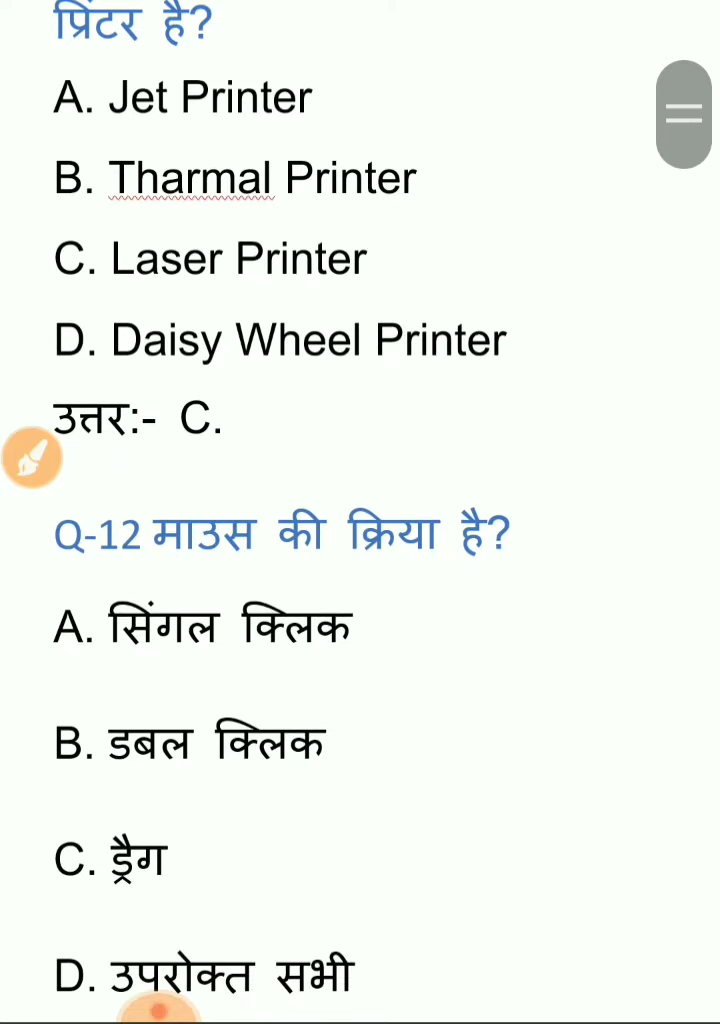 प्रिंटर है?
A. Jet Printer
B. Tharmal Printer
C. Laser Printer
D. Daisy Wheel Printer
उत्तर:- C.
Q-12 माउस की क्रिया है?
A. सिंगल क्लिक
B. डबल क्लिक
C. ड्रैग
D. उपरोक्त सभी